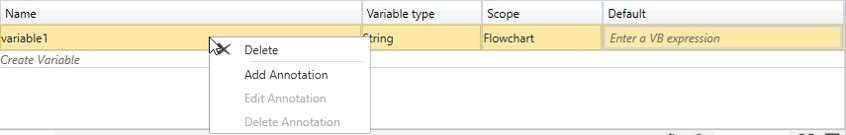 Name Variable type Scope Default
variable1 String Flowchart Enter a VB expression
Create Variable
Delete
Add Annotation
Edit Annotation
Delete Annotation